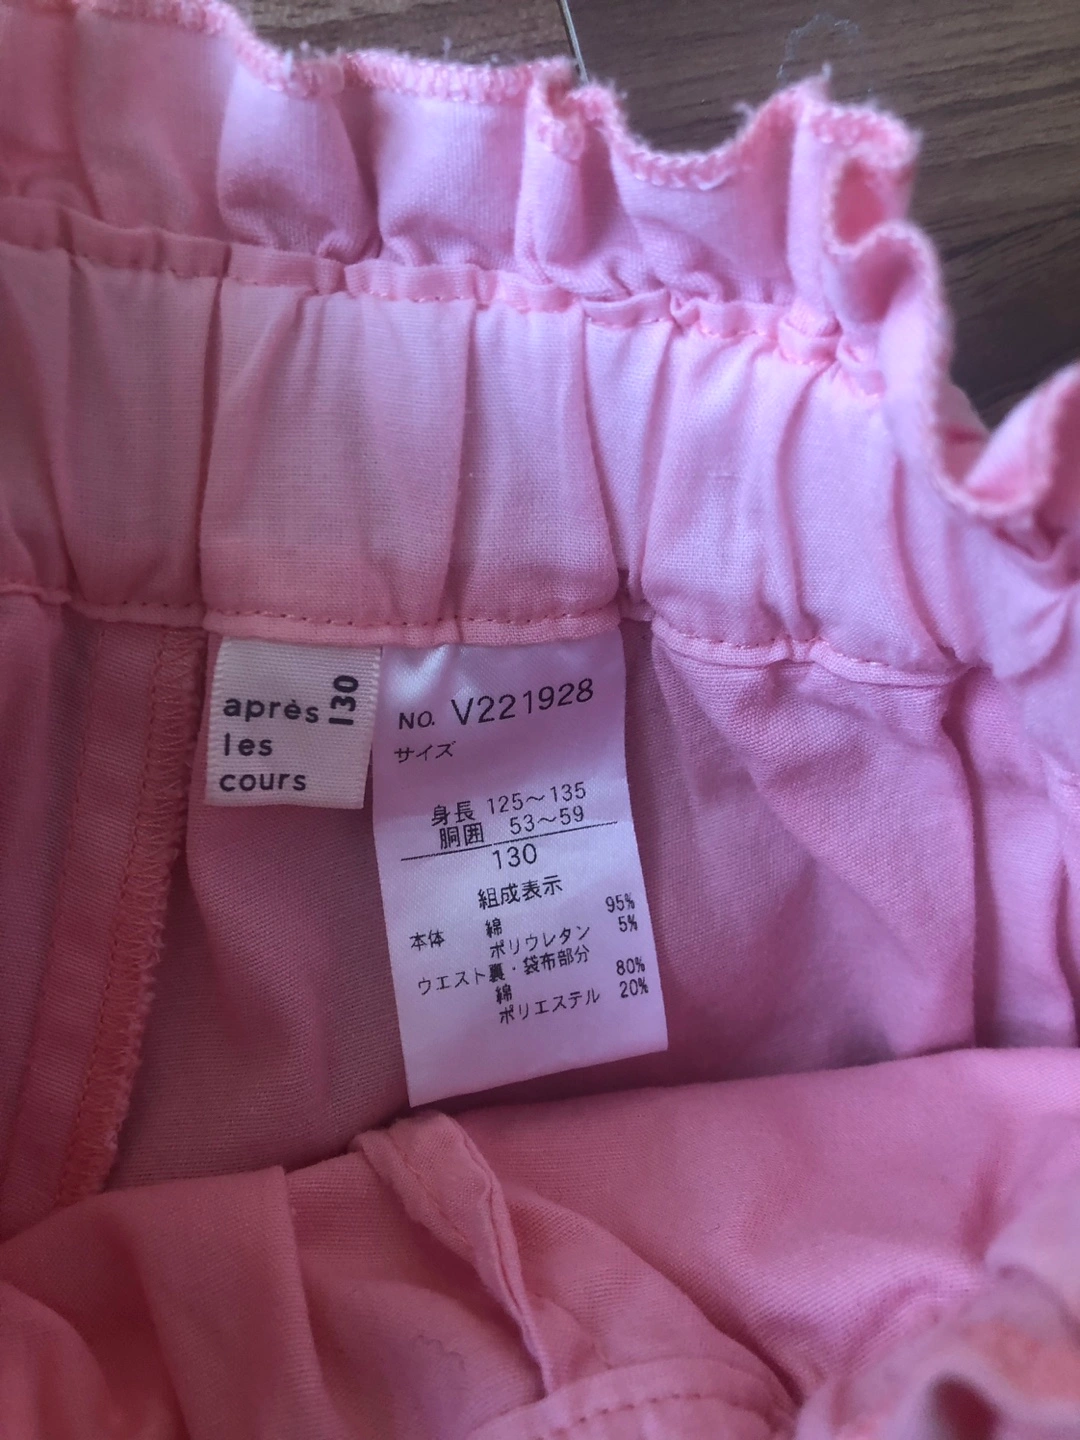 après
les
cours
130
NO. V221928
サイズ
身長 125〜135
胴囲 53〜59
130
組成表示
本体 綿 95%
ポリウレタン 5%
ウエスト裏・袋布部分
綿 80%
ポリエステル 20%